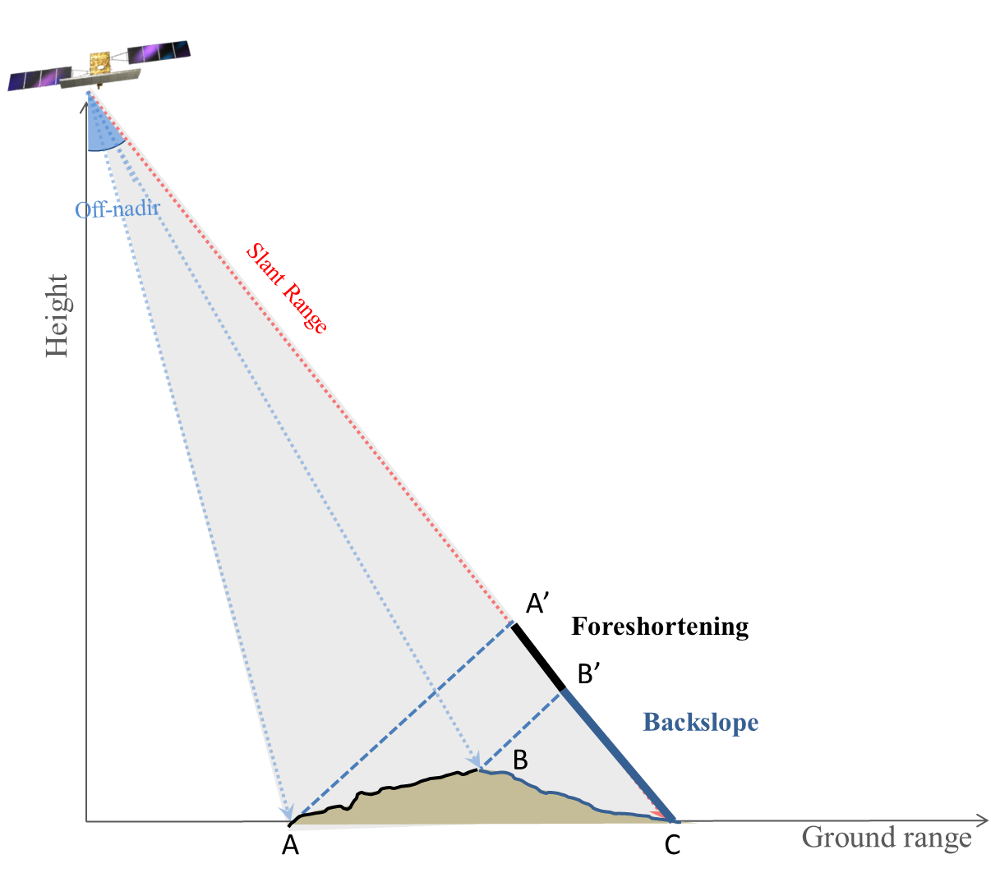 Off-nadir
Slant Range
Height
A’
Foreshortening
B’
Backslope
B
A
C
Ground range